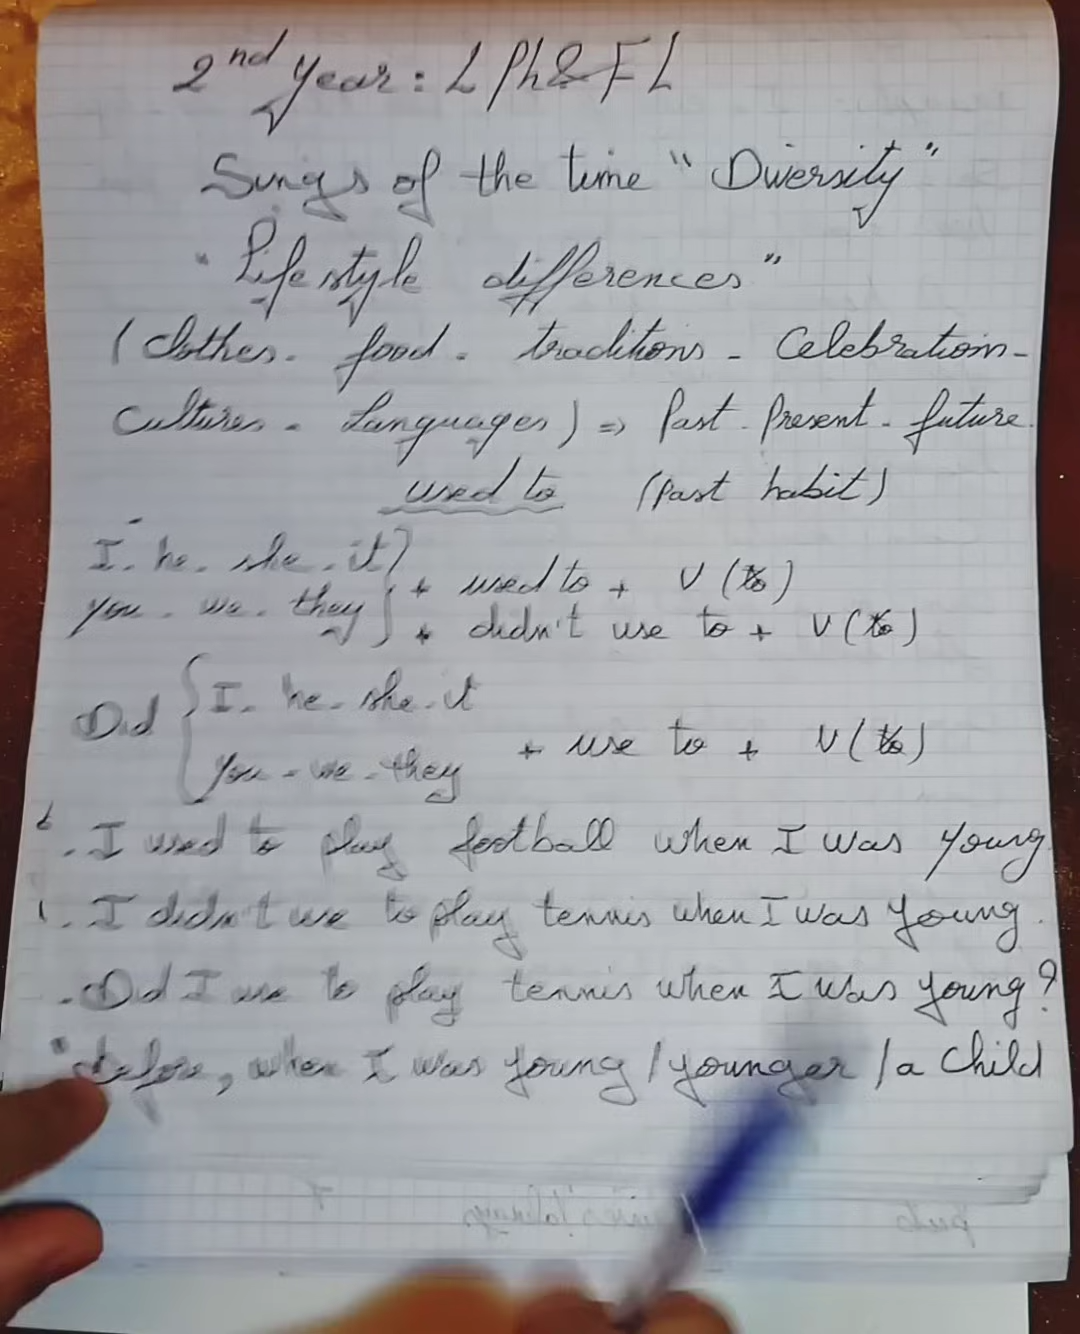 2nd year: L Ph & FL
Sings of the time " Diversity "
" Lifestyle differences "
( clothes - food - traditions - Celebration -
Cultures - Languages ) => Past - Present - future
used to (Past habit)
I - he - she - it }
you - we - they } + used to + V (to)
+ didn't use to + V (to)
Did { I - he - she - it
You - we - they + use to + V (to)
. I used to play football when I was young
. I didn't use to play tennis when I was young.
. Did I use to play tennis when I was young?
before, when I was young / younger / a child